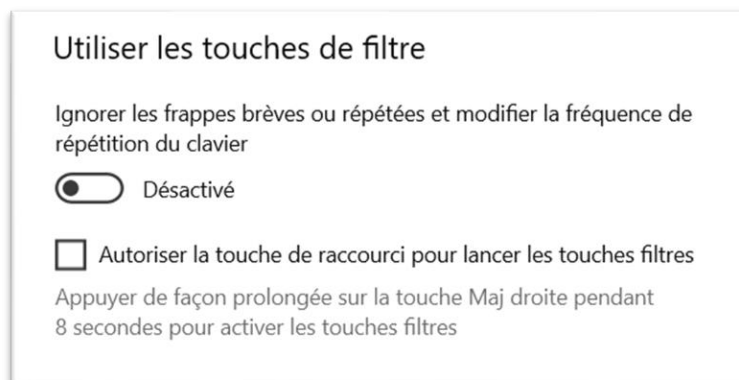 Utiliser les touches de filtre
Ignorer les frappes brèves ou répétées et modifier la fréquence de
répétition du clavier
Désactivé
Autoriser la touche de raccourci pour lancer les touches filtres
Appuyer de façon prolongée sur la touche Maj droite pendant
8 secondes pour activer les touches filtres